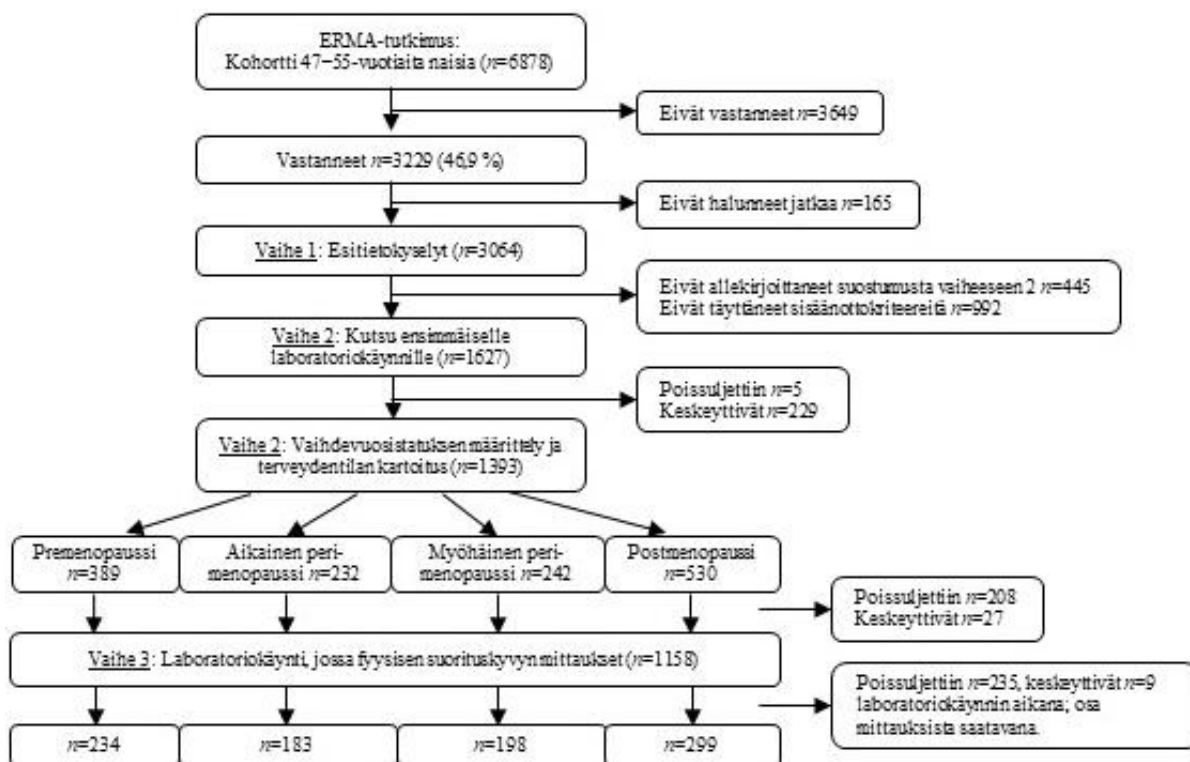 ERMA-tutkimus:
Kohortti 47–55-vuotiaita naisia (n=6878)
Eivät vastanneet n=3649
Vastanneet n=3229 (46,9 %)
Eivät halunneet jatkaa n=165
Vaihe 1: Esitietokyselyt (n=3064)
Eivät allekirjoittaneet suostumusta vaiheeseen 2 n=445
Eivät täyttäneet sisäänottokriteereitä n=992
Vaihe 2: Kutsu ensimmäiselle
laboratoriokäynnille (n=1627)
Poissuljettiin n=5
Keskeyttivät n=229
Vaihe 2: Vaihdevuosistatuksen määrittely ja
terveydentilan kartoitus (n=1393)
Premenopaussi
n=389
Aikainen peri-
menopaussi n=232
Myöhäinen peri-
menopaussi n=242
Postmenopaussi
n=530
Poissuljettiin n=208
Keskeyttivät n=27
Vaihe 3: Laboratoriokäynti, jossa fyysisen suorituskyvyn mittaukset (n=1158)
Poissuljettiin n=235, keskeyttivät n=9
laboratoriokäynnin aikana; osa
mittauksista saatavana.
n=234
n=183
n=198
n=299